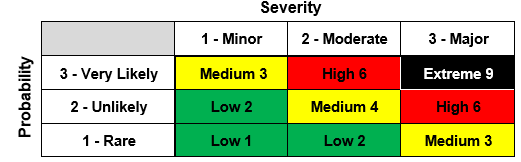 Severity
1 - Minor 2 - Moderate 3 - Major
Probability
3 - Very Likely Medium 3 High 6 Extreme 9
2 - Unlikely Low 2 Medium 4 High 6
1 - Rare Low 1 Low 2 Medium 3